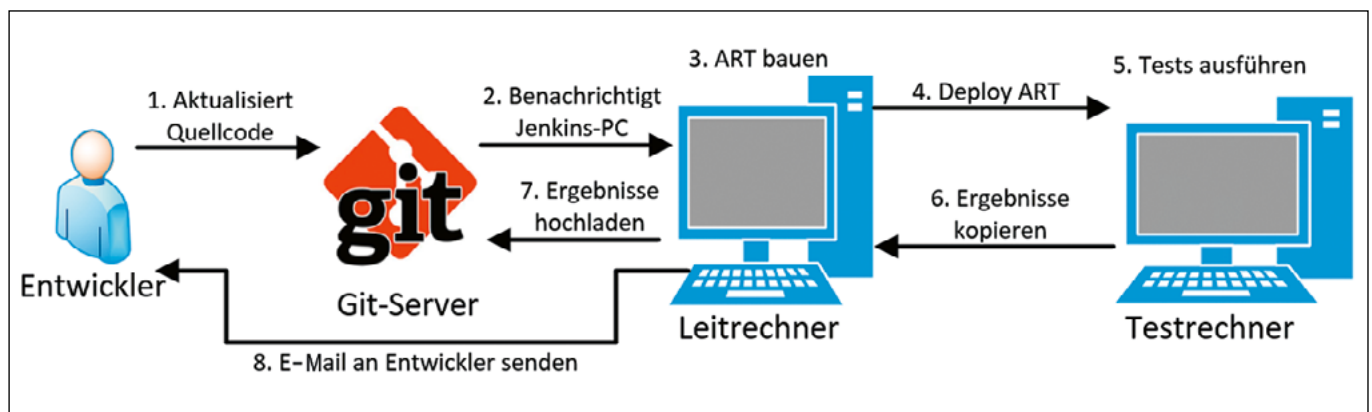 1. Aktualisiert
Quellcode
2. Benachrichtigt
Jenkins-PC
3. ART bauen
4. Deploy ART
5. Tests ausführen
git
7. Ergebnisse
hochladen
6. Ergebnisse
kopieren
Entwickler
Git-Server
Leitrechner
Testrechner
8. E-Mail an Entwickler senden